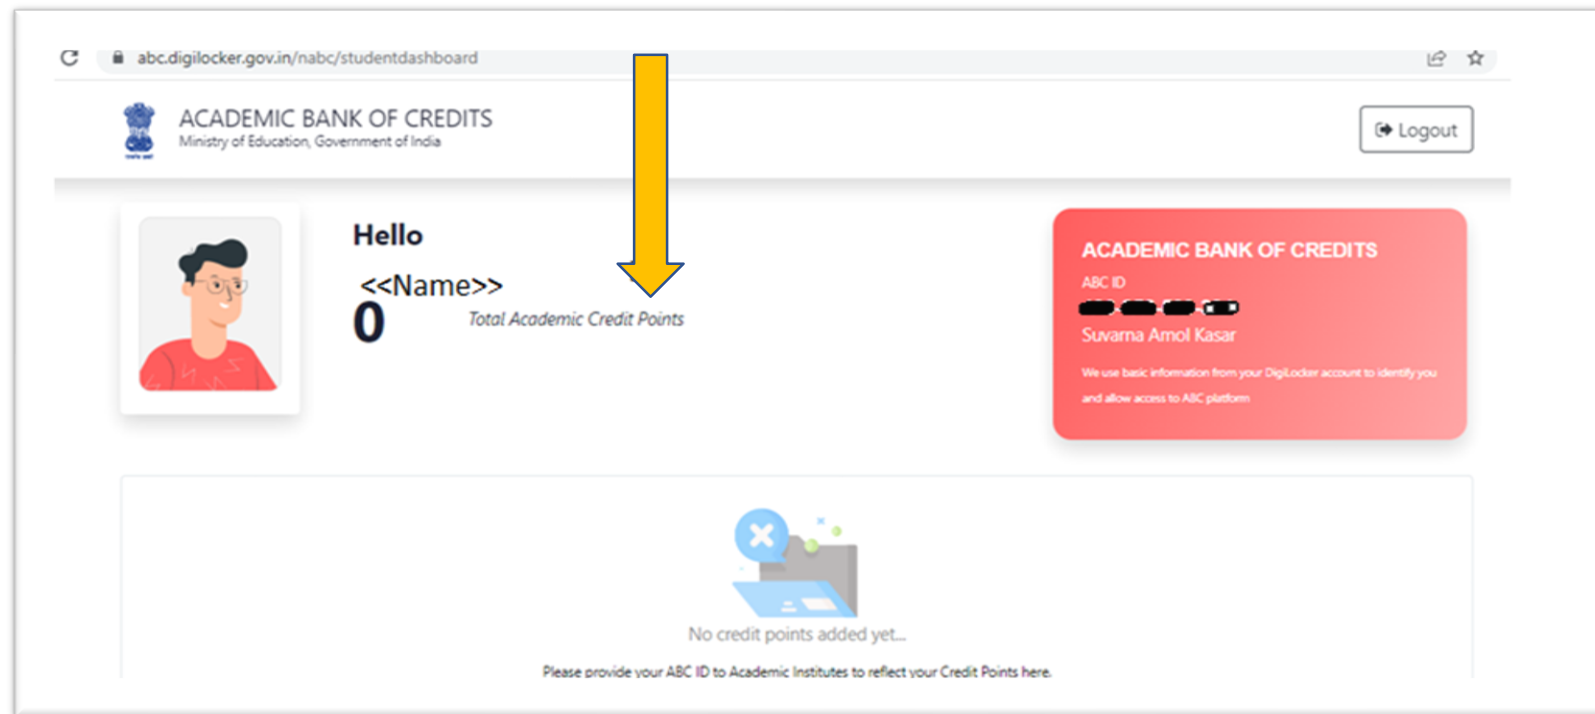 abc.digilocker.gov.in/nabc/studentdashboard
ACADEMIC BANK OF CREDITS
Ministry of Education, Government of India
Logout
Hello
<<Name>>
0 Total Academic Credit Points
ACADEMIC BANK OF CREDITS
ABC ID
Suvarna Amol Kasar
We use basic information from your DigiLocker account to identify you
and allow access to ABC platform
No credit points added yet...
Please provide your ABC ID to Academic Institutes to reflect your Credit Points here.